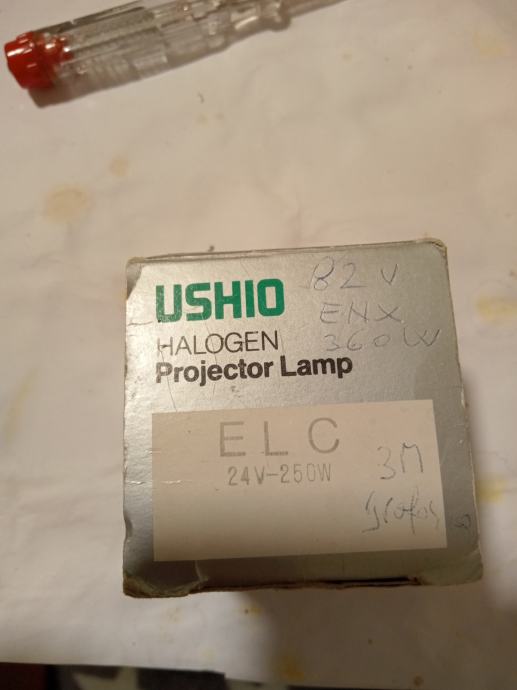 USHIO
82V
ENX
HALOGEN
360W
Projector Lamp
ELC
24V-250W
3M